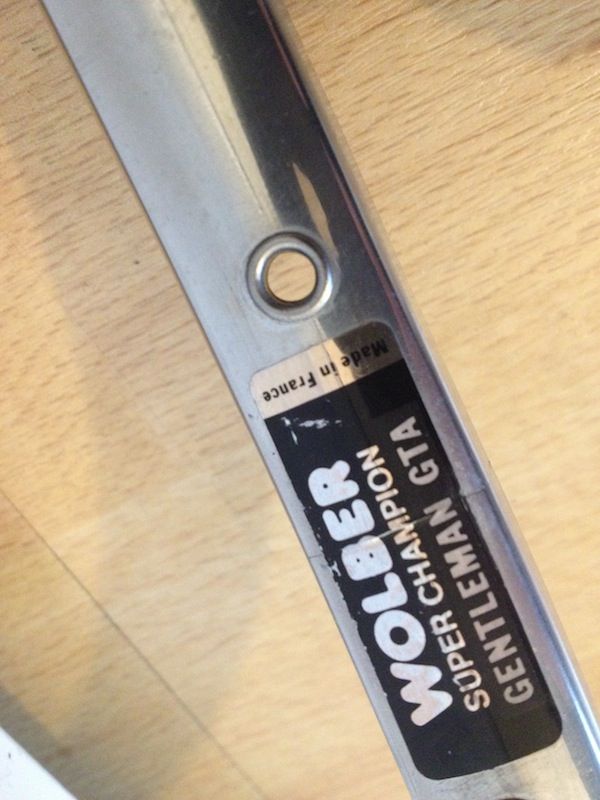 WOLBER
SUPER CHAMPION
GENTLEMAN GTA
Made in France